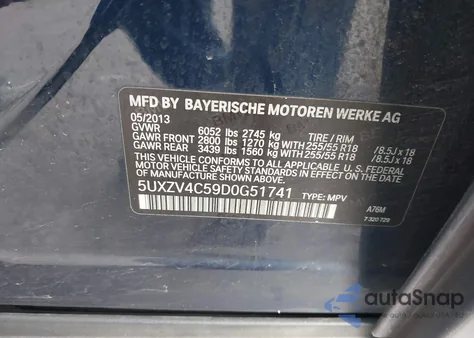 MFD BY BAYERISCHE MOTOREN WERKE AG
05/2013
GVWR 6052 lbs 2745 kg TIRE / RIM
GAWR FRONT 2800 lbs 1270 kg WITH 255/55 R18 /8.5J x 18
GAWR REAR 3439 lbs 1560 kg WITH 255/55 R18 /8.5J x 18
THIS VEHICLE CONFORMS TO ALL APPLICABLE U. S. FEDERAL
MOTOR VEHICLE SAFETY STANDARDS IN EFFECT ON THE DATE
OF MANUFACTURE SHOWN ABOVE.
5UXZV4C59D0G51741 TYPE: MPV
A76M
7 320 729
autoSnap